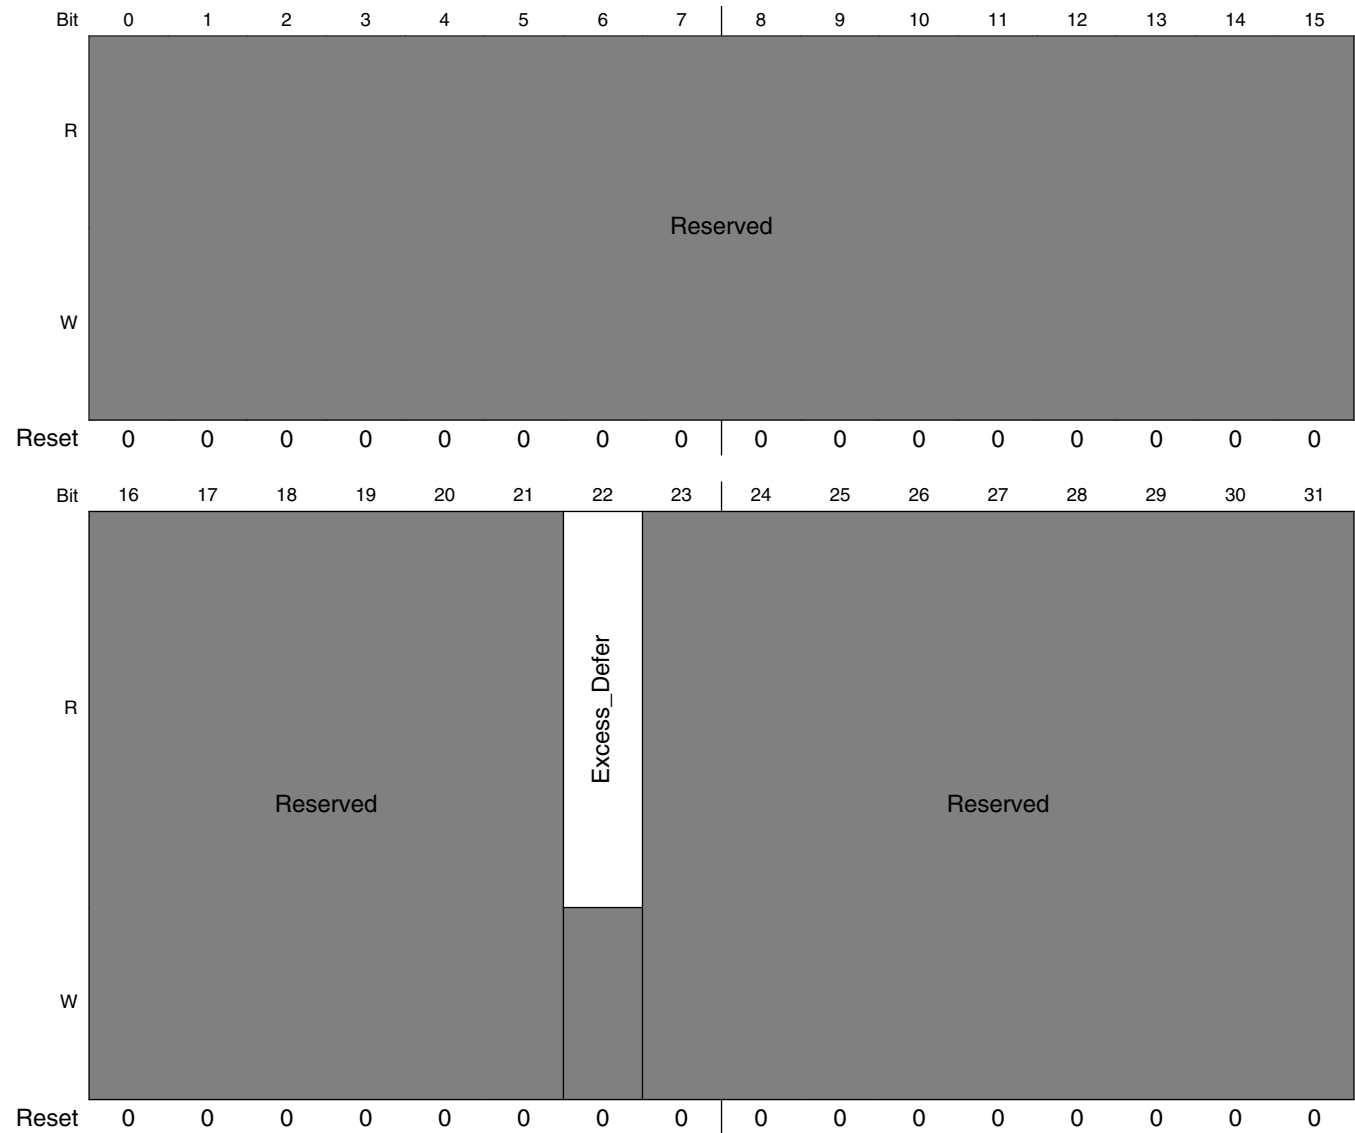 Bit 0 1 2 3 4 5 6 7 8 9 10 11 12 13 14 15
R
Reserved
W
Reset 0 0 0 0 0 0 0 0 0 0 0 0 0 0 0 0
Bit 16 17 18 19 20 21 22 23 24 25 26 27 28 29 30 31
Excess_Defer
R
Reserved Reserved
W
Reset 0 0 0 0 0 0 0 0 0 0 0 0 0 0 0 0